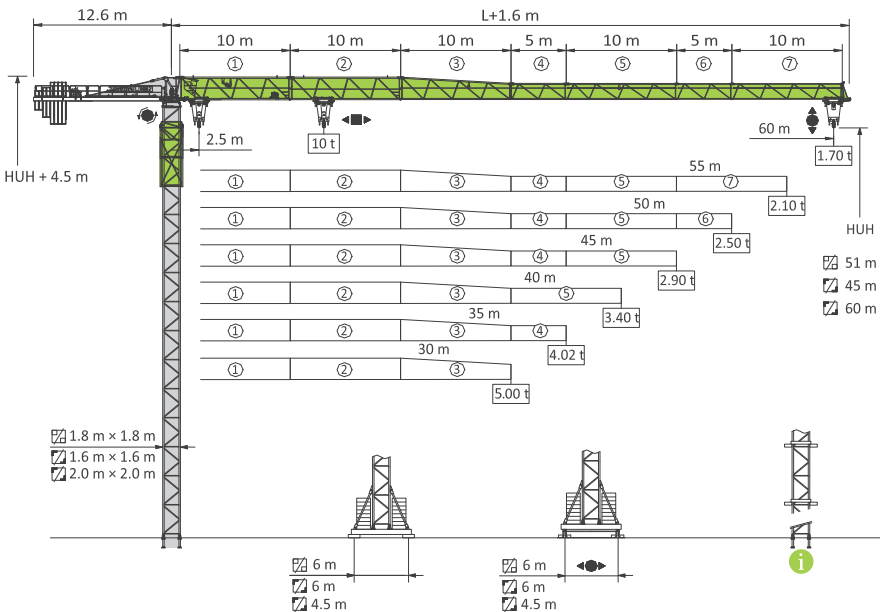 12.6 m
L+1.6 m
10 m 10 m 10 m 5 m 10 m 5 m 10 m
① ② ③ ④ ⑤ ⑥ ⑦
2.5 m
10 t
60 m
1.70 t
HUH + 4.5 m
HUH
55 m
① ② ③ ④ ⑤ ⑦
2.10 t
50 m
① ② ③ ④ ⑤ ⑥
2.50 t
45 m
① ② ③ ④ ⑤
2.90 t
40 m
① ② ③ ⑤
3.40 t
35 m
① ② ③ ④
4.02 t
30 m
① ② ③
5.00 t
51 m
45 m
60 m
1.8 m × 1.8 m
1.6 m × 1.6 m
2.0 m × 2.0 m
6 m
6 m
4.5 m
6 m
6 m
4.5 m
i